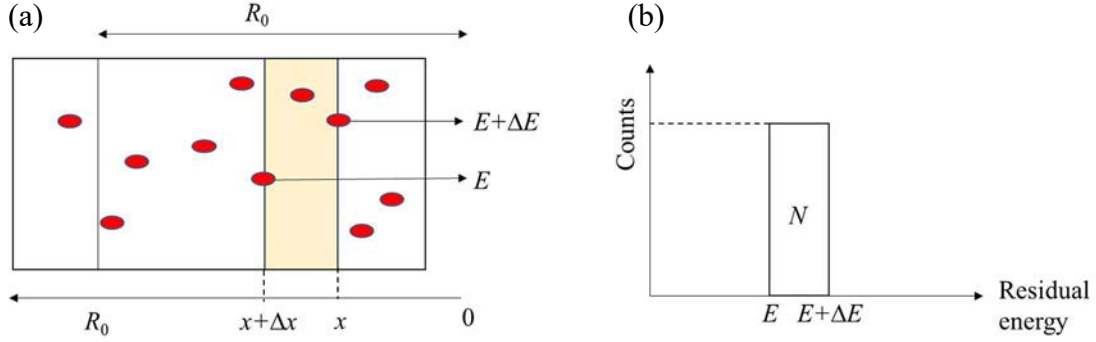 (a)
R₀
E+ΔE
E
R₀
x+Δx
x
0
(b)
Counts
N
E
E+ΔE
Residual
energy